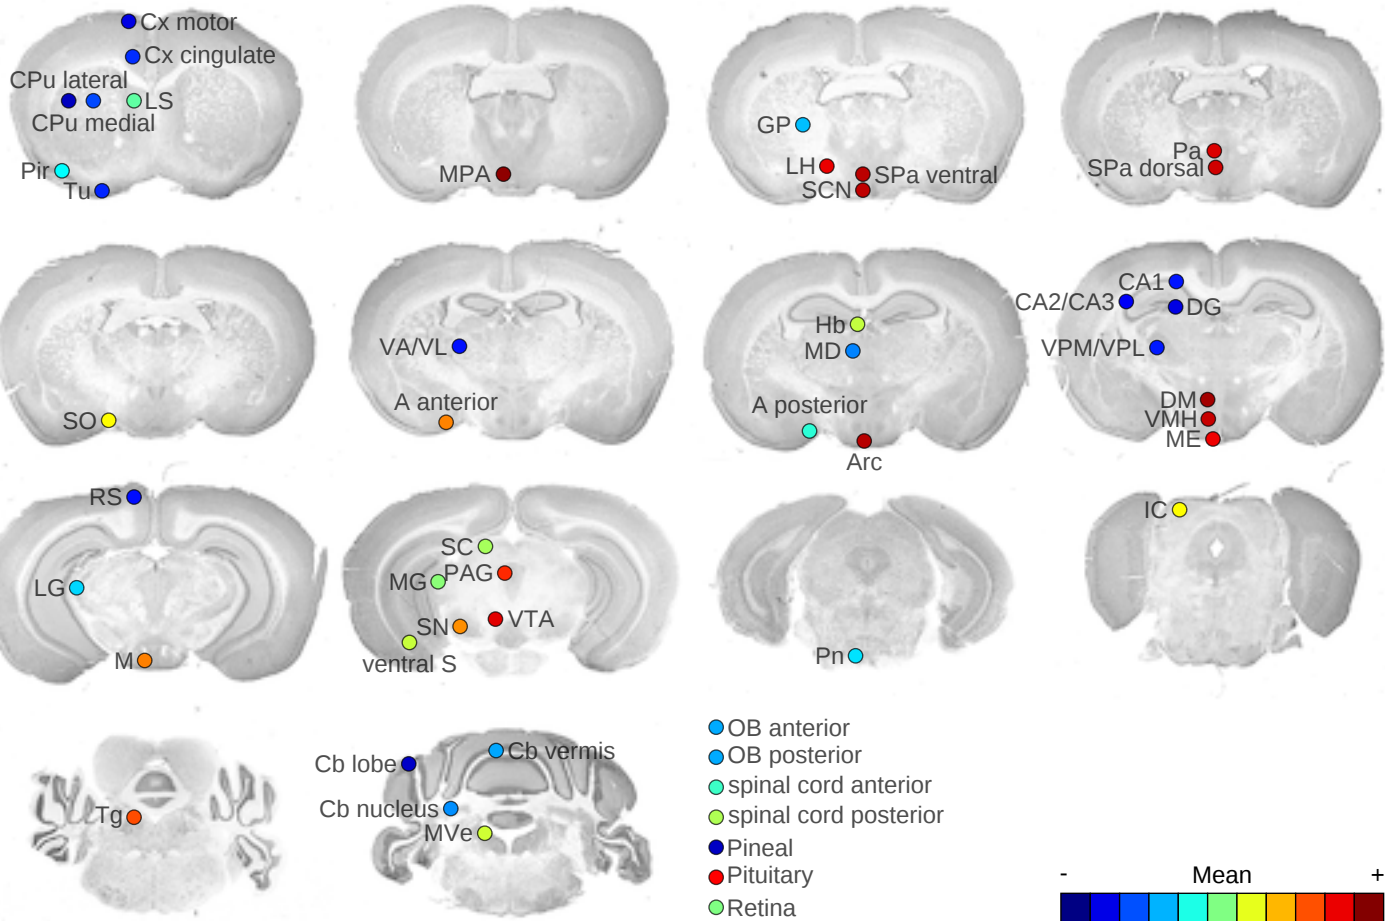 Cx motor
Cx cingulate
CPu lateral
LS
CPu medial
Pir
Tu
MPA
GP
LH
SPa ventral
SCN
Pa
SPa dorsal
SO
VA/VL
A anterior
Hb
MD
A posterior
Arc
CA1
CA2/CA3
DG
VPM/VPL
DM
VMH
ME
RS
LG
M
SC
MG
PAG
SN
VTA
ventral S
Pn
IC
Tg
Cb lobe
Cb vermis
Cb nucleus
MVe
OB anterior
OB posterior
spinal cord anterior
spinal cord posterior
Pineal
Pituitary
Retina
- Mean +